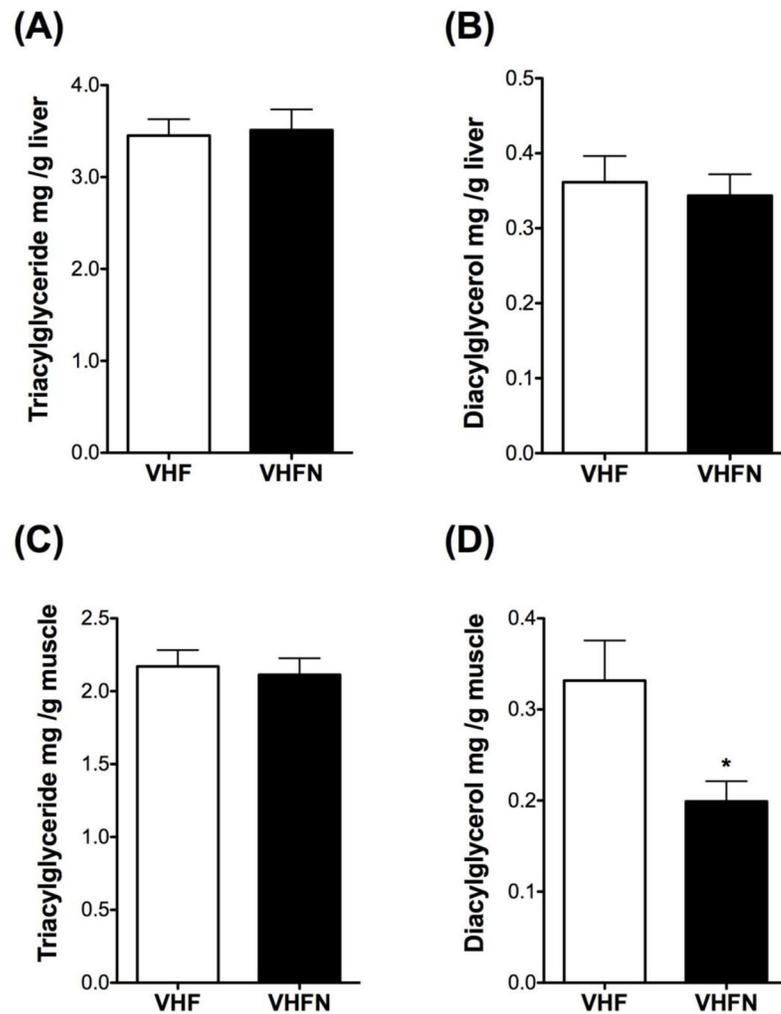 (A)
Triacylglyceride mg /g liver
4.0
3.0
2.0
1.0
0.0
VHF VHFN
(B)
Diacylglycerol mg /g liver
0.5
0.4
0.3
0.2
0.1
0.0
VHF VHFN
(C)
Triacylglyceride mg /g muscle
2.5
2.0
1.5
1.0
0.5
0.0
VHF VHFN
(D)
Diacylglycerol mg /g muscle
0.4
0.3
0.2
0.1
0.0
*
VHF VHFN